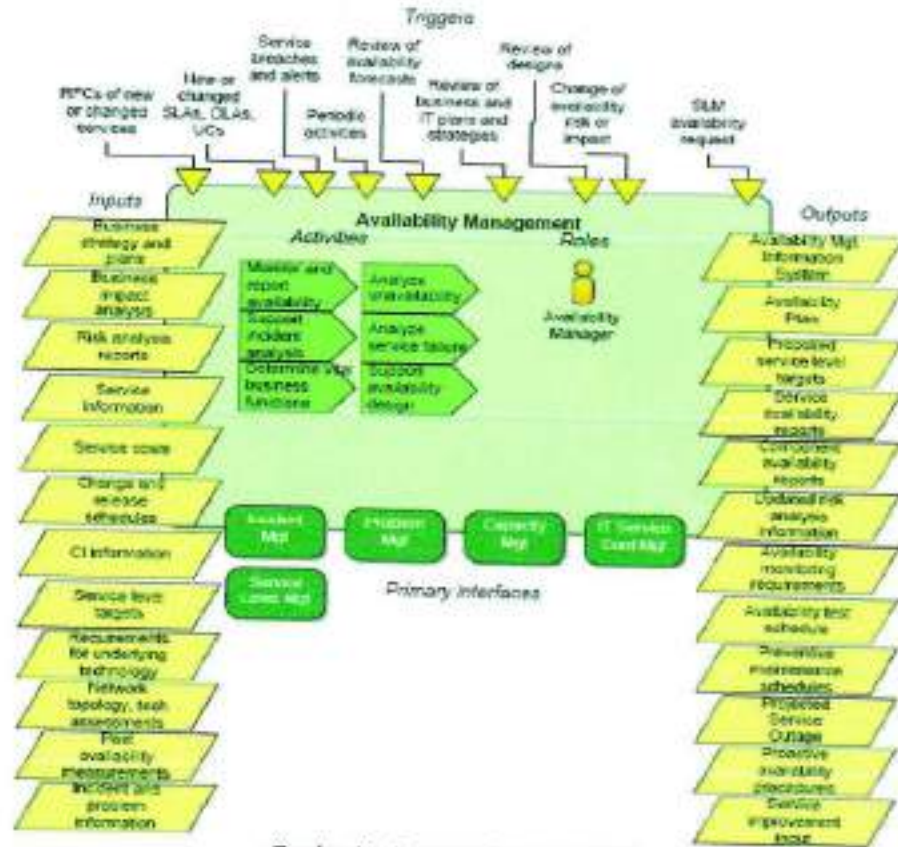 Triggers
RFCs of new
or changed
services
New or
changed
SLAs, OLAs,
UCs
Service
breaches
and alerts
Periodic
activities
Review of
availability
forecasts
Review of
business and
IT plans and
strategies
Review of
designs
Change of
availability
risk or
impact
SLM
availability
request
Inputs
Business
strategy and
plans
Business
impact
analysis
Risk analysis
reports
Service
information
Service
Change and
release
schedules
CI information
Service level
targets
Requirements
for underlying
technology
Network
topology, tech
assessments
Past
availability
measurements
Incident and
problem
information
Availability Management
Activities
Monitor and
report
availability
Analyze
unavailability
Support
incident
analysis
Analyze
service failure
Determine vital
business
functions
Support
availability
design
Roles
Availability
Manager
Incident
Mgt
Problem
Mgt
Capacity
Mgt
IT Service
Cont Mgt
Service
Level Mgt
Primary Interfaces
Outputs
Availability Mgt
Information
System
Availability
Plan
Proposed
service level
targets
Service
availability
reports
Component
availability
reports
Updated risk
analysis
information
Availability
monitoring
requirements
Availability test
schedule
Preventive
maintenance
schedules
Projected
Service
Outage
Proactive
availability
procedures
Service
improvement
input